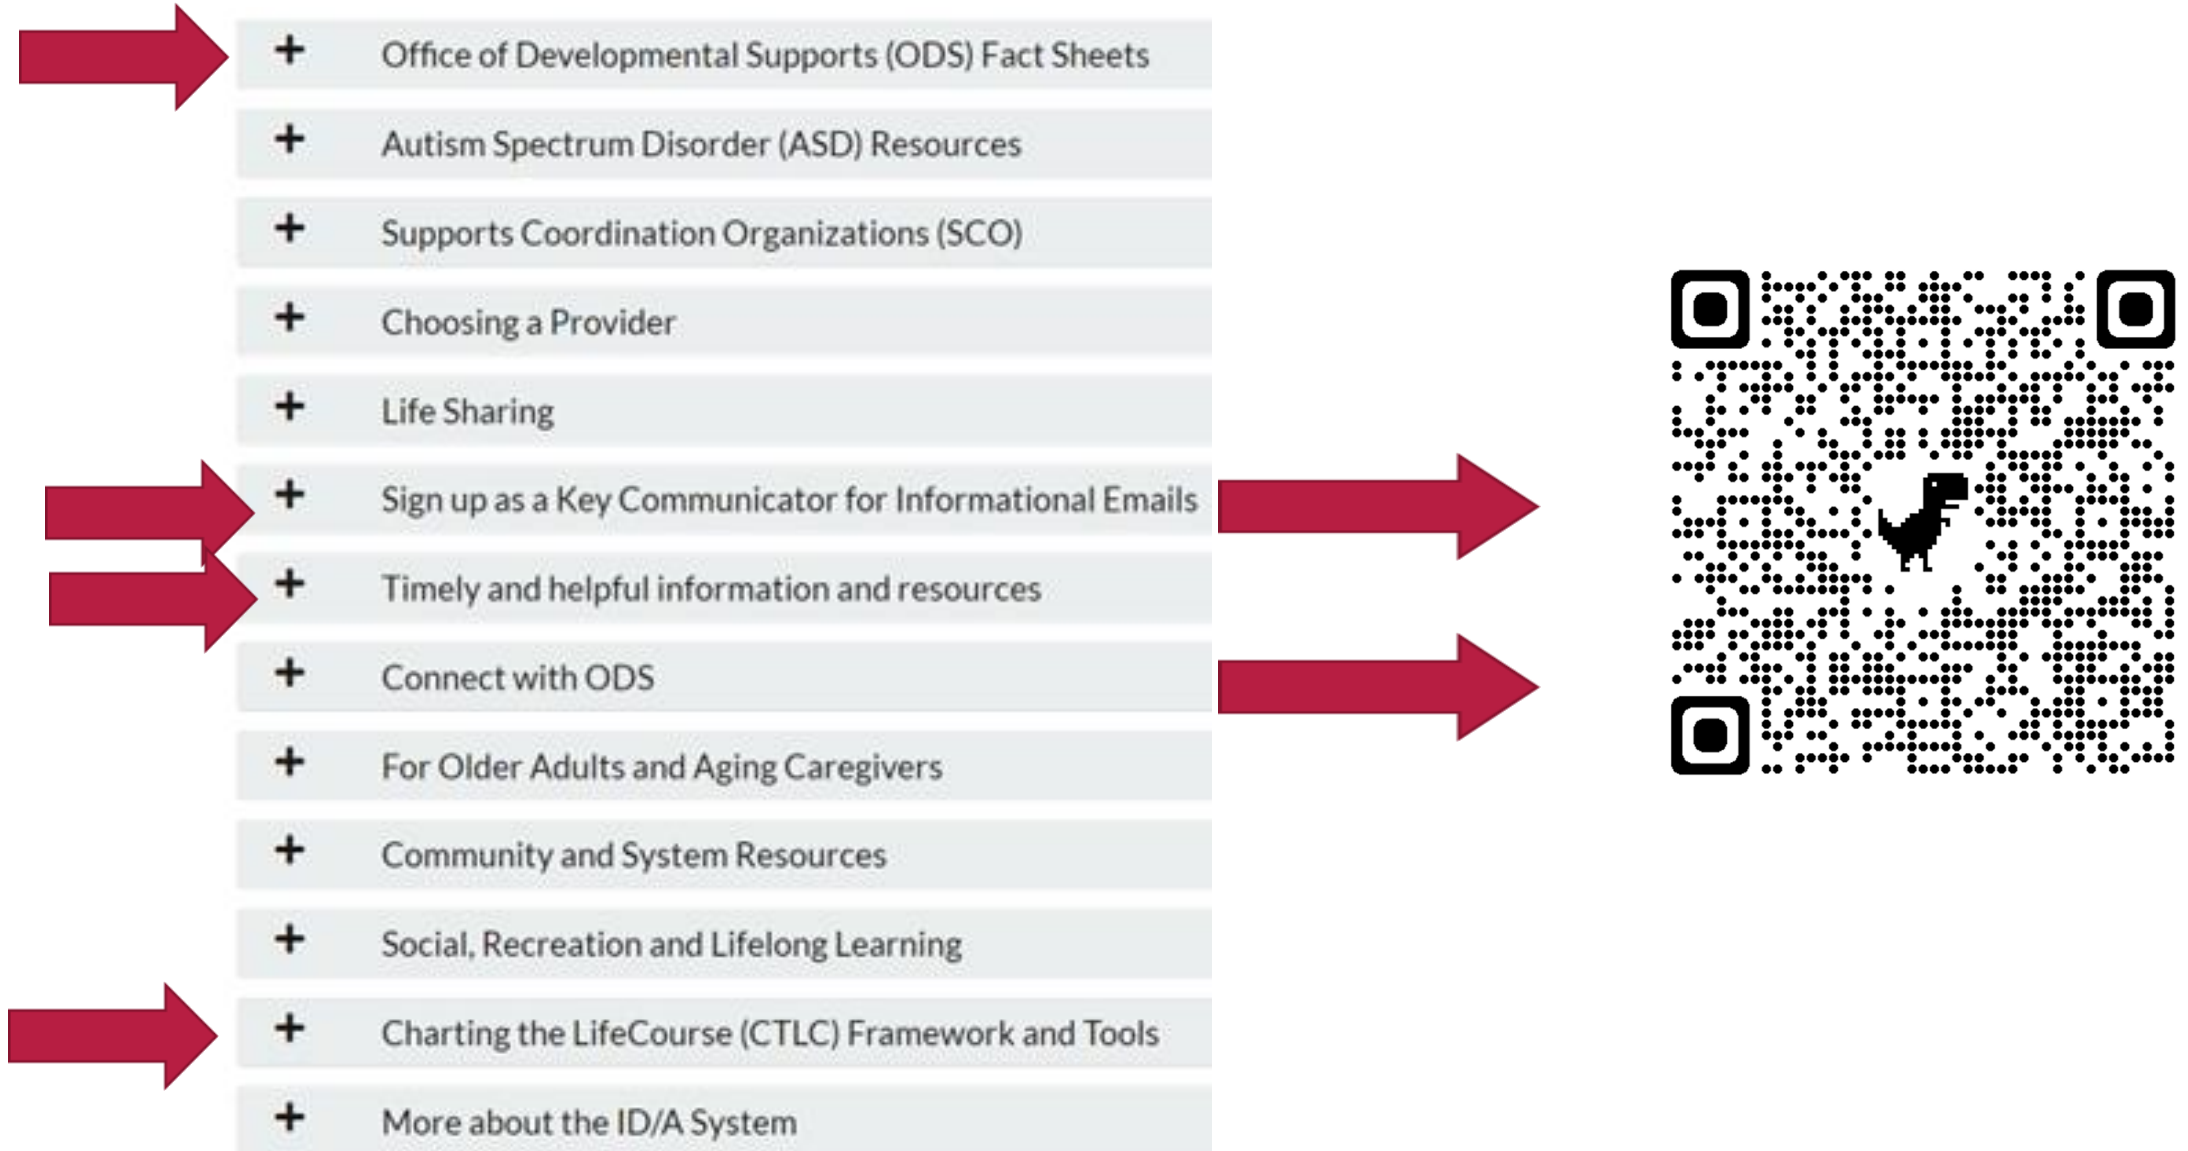 Office of Developmental Supports (ODS) Fact Sheets
Autism Spectrum Disorder (ASD) Resources
Supports Coordination Organizations (SCO)
Choosing a Provider
Life Sharing
Sign up as a Key Communicator for Informational Emails
Timely and helpful information and resources
Connect with ODS
For Older Adults and Aging Caregivers
Community and System Resources
Social, Recreation and Lifelong Learning
Charting the LifeCourse (CTLC) Framework and Tools
More about the ID/A System